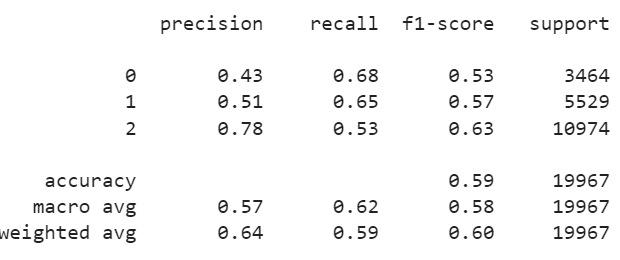 precision recall f1-score support
0 0.43 0.68 0.53 3464
1 0.51 0.65 0.57 5529
2 0.78 0.53 0.63 10974
accuracy 0.59 19967
macro avg 0.57 0.62 0.58 19967
weighted avg 0.64 0.59 0.60 19967